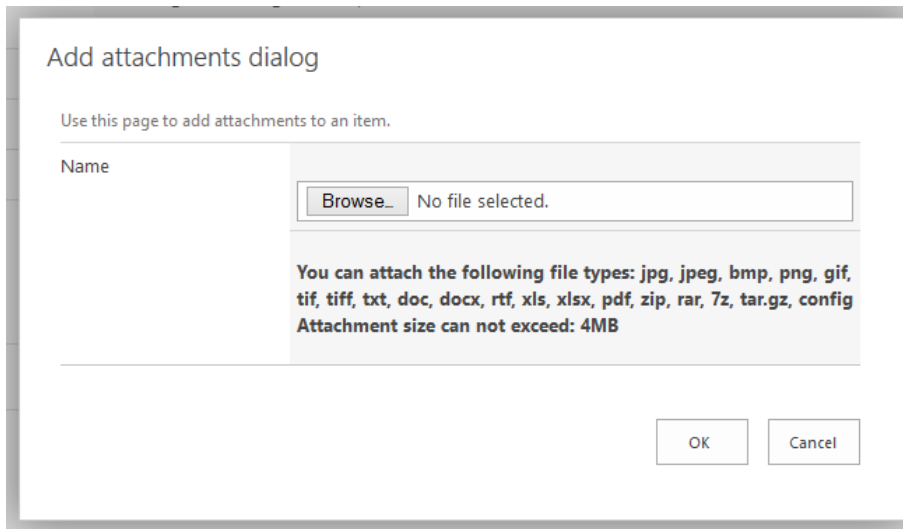 Add attachments dialog
Use this page to add attachments to an item.
Name
Browse… No file selected.
You can attach the following file types: jpg, jpeg, bmp, png, gif,
tif, tiff, txt, doc, docx, rtf, xls, xlsx, pdf, zip, rar, 7z, tar.gz, config
Attachment size can not exceed: 4MB
OK Cancel